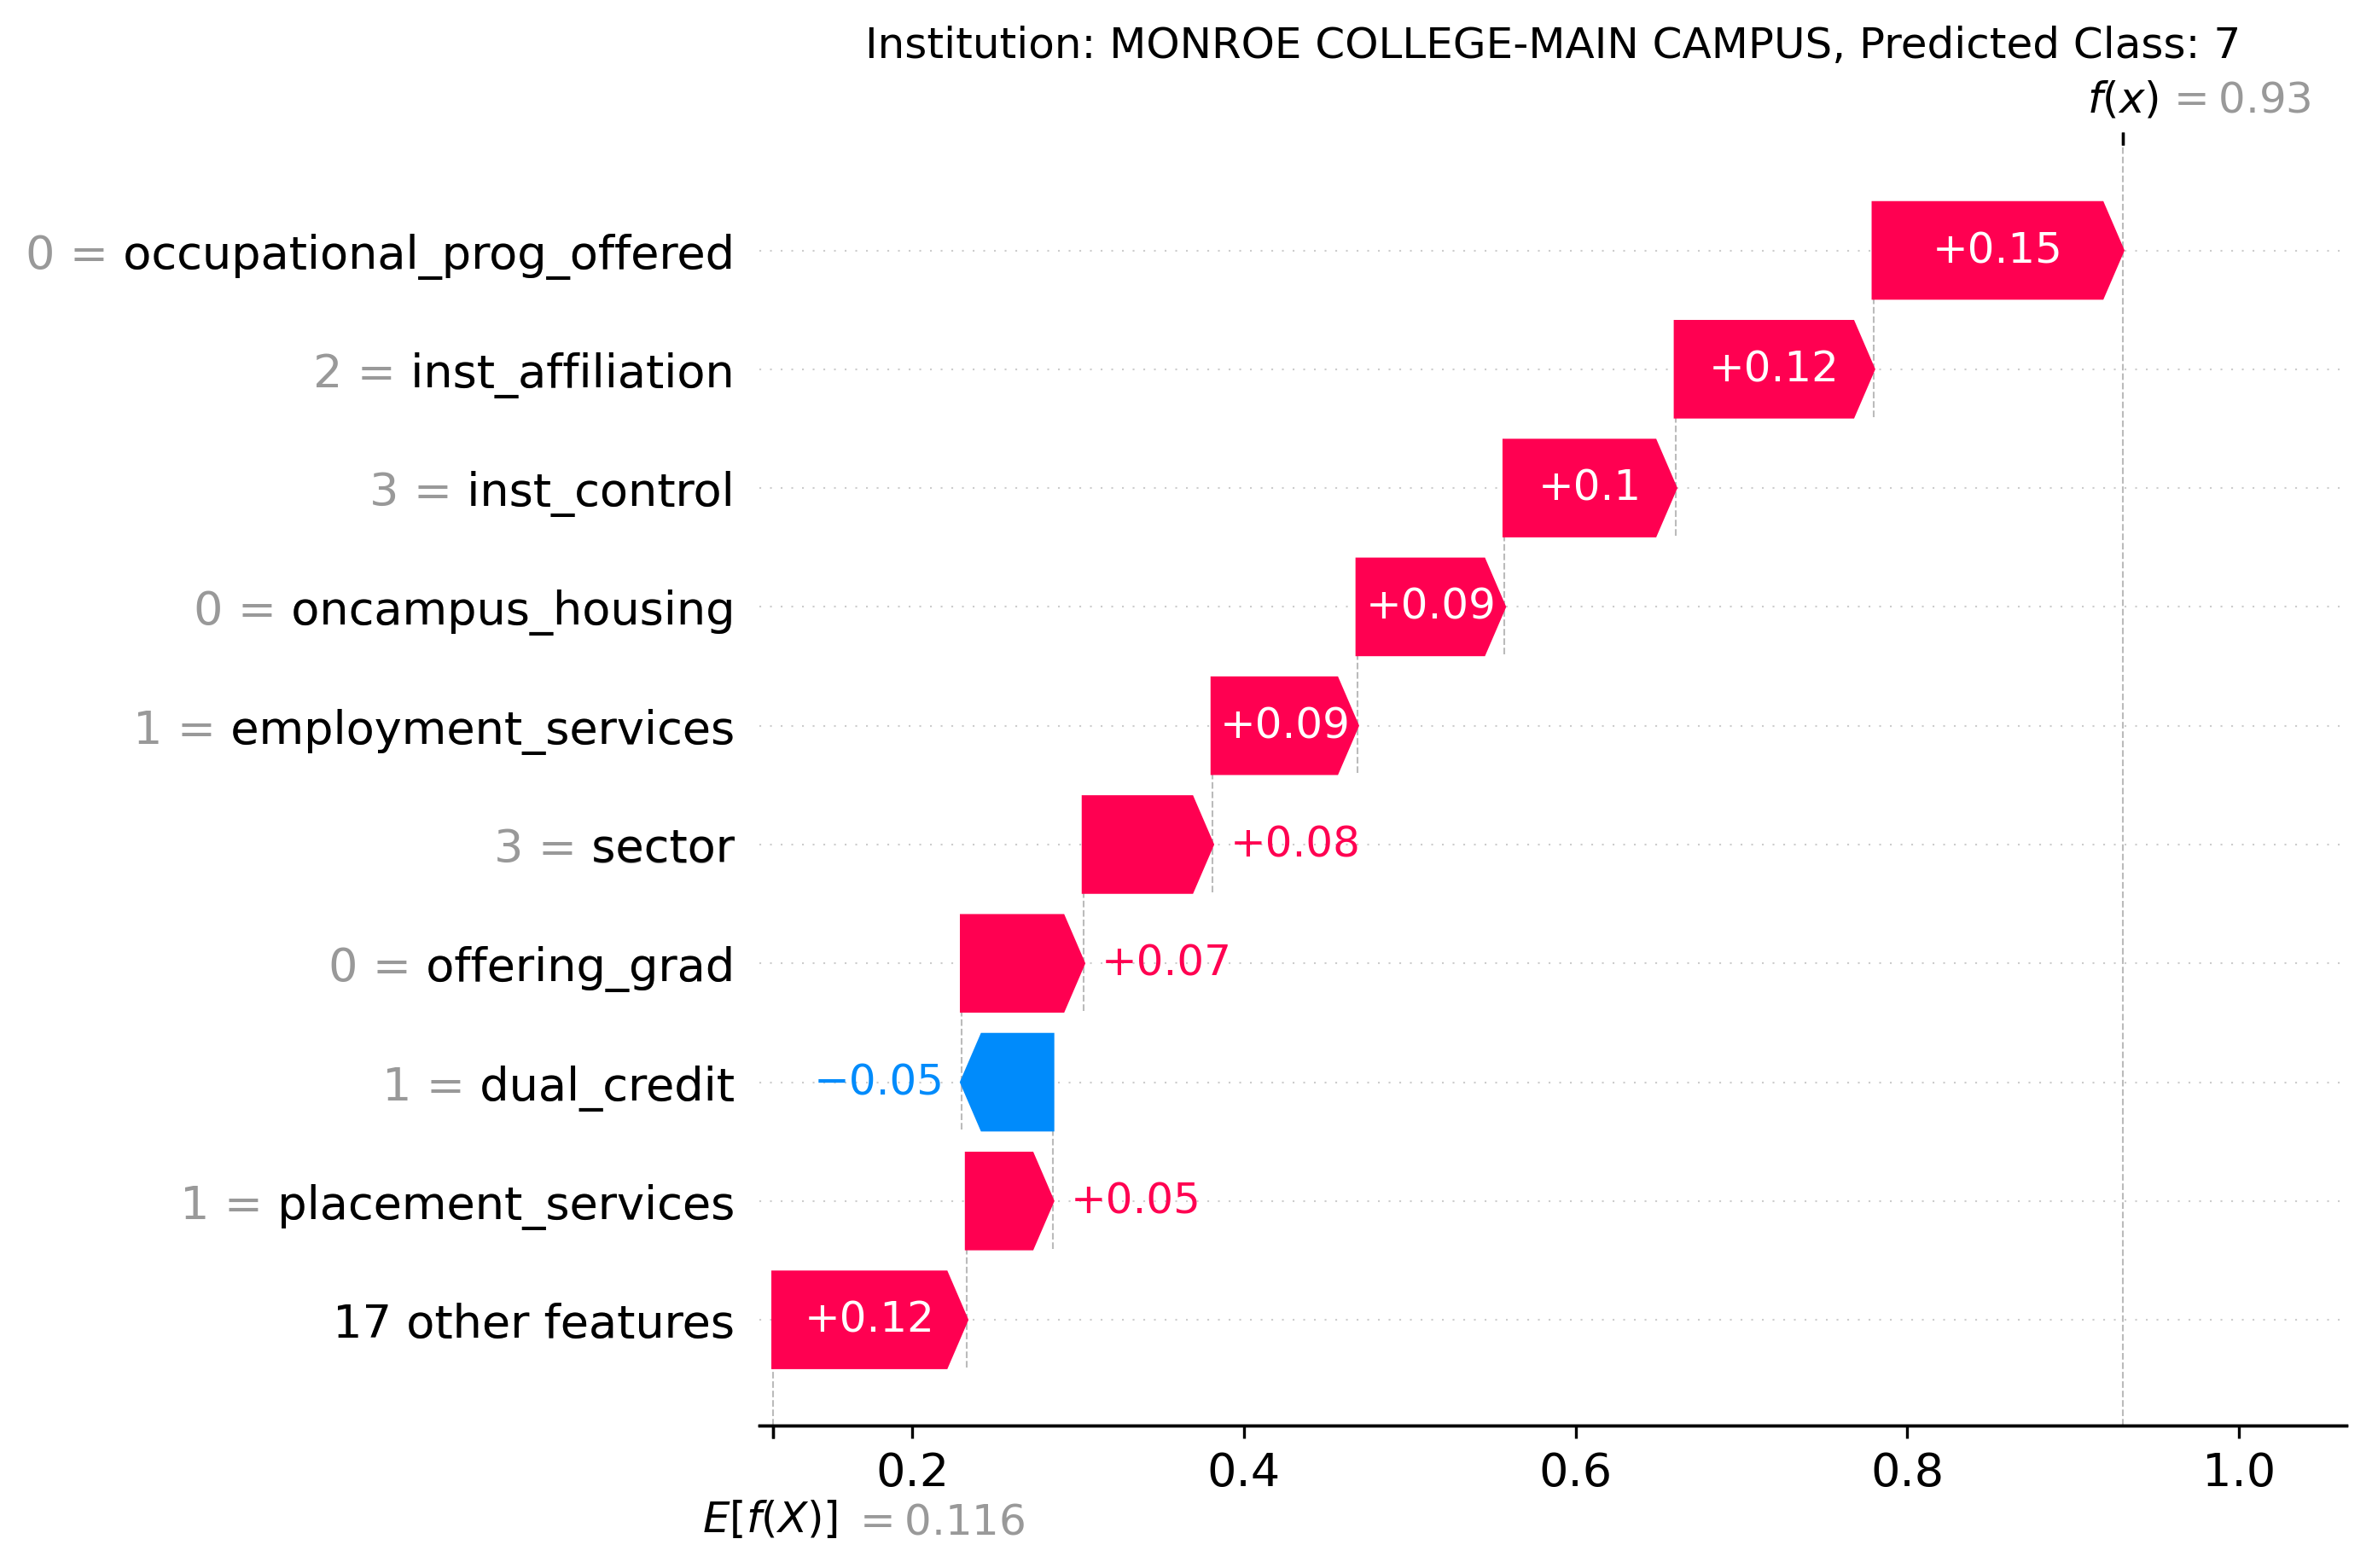 Institution: MONROE COLLEGE-MAIN CAMPUS, Predicted Class: 7
f(x) = 0.93
0 = occupational_prog_offered +0.15
2 = inst_affiliation +0.12
3 = inst_control +0.1
0 = oncampus_housing +0.09
1 = employment_services +0.09
3 = sector +0.08
0 = offering_grad +0.07
1 = dual_credit −0.05
1 = placement_services +0.05
17 other features +0.12
0.2 0.4 0.6 0.8 1.0
E[f(X)] = 0.116